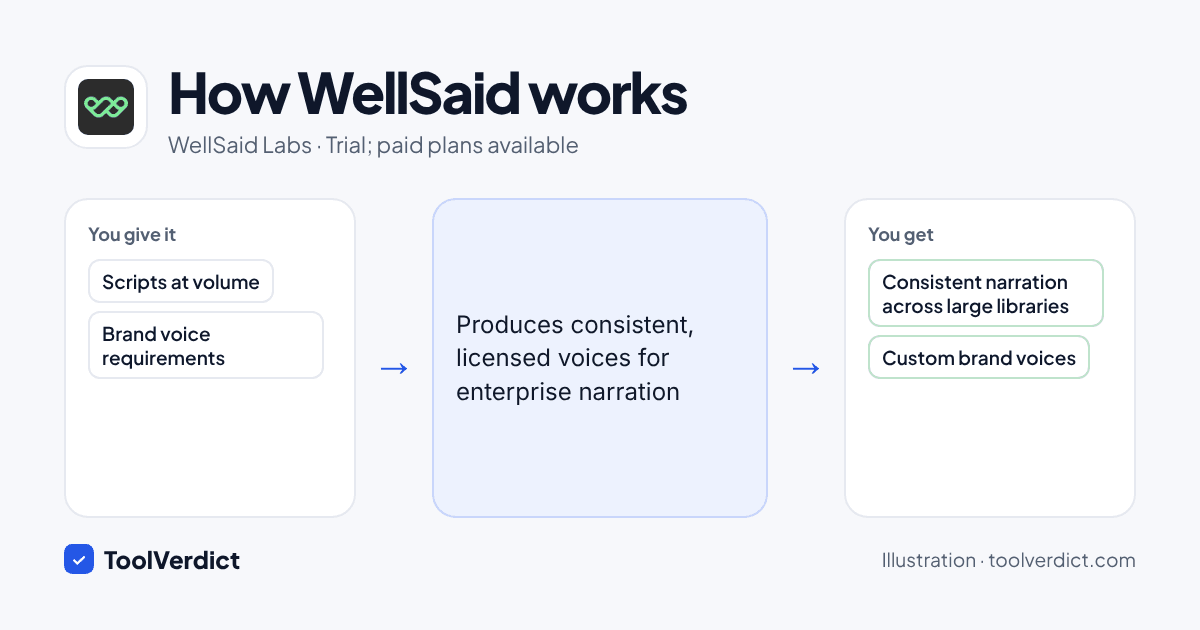 How WellSaid works
WellSaid Labs · Trial; paid plans available
You give it
Scripts at volume
Brand voice
requirements
→
Produces consistent,
licensed voices for
enterprise narration
→
You get
Consistent narration
across large libraries
Custom brand voices
ToolVerdict
Illustration · toolverdict.com